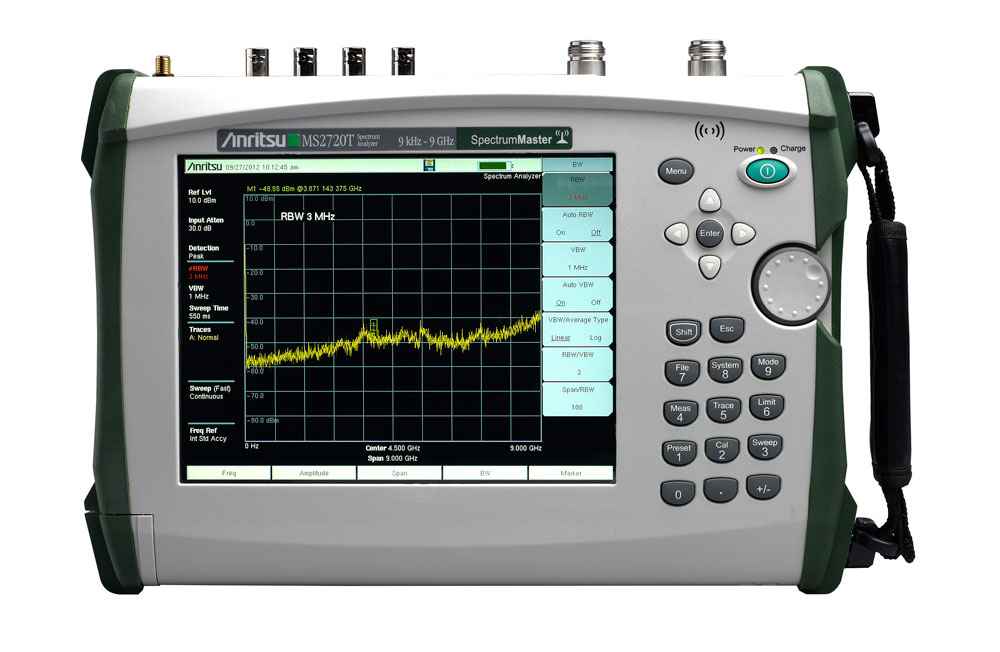 Anritsu MS2720T Spectrum Analyzer 9 kHz - 9 GHz SpectrumMaster
Power Charge
Menu
Enter
Shift Esc
File 7 System 8 Mode 9
Meas 4 Trace 5 Limit 6
Preset 1 Cal 2 Sweep 3
0 . +/-
Anritsu 09/27/2012 10:12:45 am
Spectrum Analyzer
M1 -48.55 dBm @3.871 143 375 GHz
Ref Lvl
10.0 dBm
Input Atten
30.0 dB
Detection
Peak
#RBW
3 MHz
VBW
1 MHz
Sweep Time
550 ms
Traces
A: Normal
Sweep (Fast)
Continuous
Freq Ref
Int Std Accy
10.0 dBm
RBW 3 MHz
0.0
-10.0
-20.0
-30.0
-40.0
-50.0
-60.0
-70.0
-90.0 dBm
0 Hz Center 4.500 GHz 9.000 GHz
Span 9.000 GHz
BW
RBW
3 MHz
Auto RBW
On Off
VBW
1 MHz
Auto VBW
On Off
VBW/Average Type
Linear Log
RBW/VBW
3
Span/RBW
100
Freq Amplitude Span BW Marker